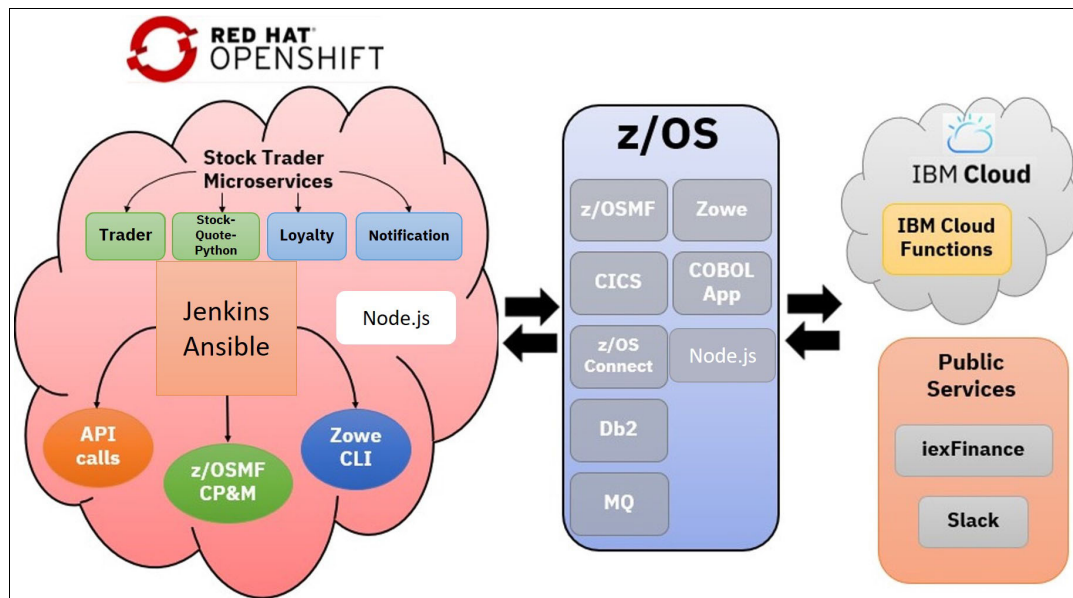 RED HAT®
OPENSHIFT
Stock Trader
Microservices
Trader
Stock-
Quote-
Python
Loyalty
Notification
Jenkins
Ansible
Node.js
API
calls
z/OSMF
CP&M
Zowe
CLI
z/OS
z/OSMF
Zowe
CICS
COBOL
App
z/OS
Connect
Node.js
Db2
MQ
IBM Cloud
IBM Cloud
Functions
Public
Services
iexFinance
Slack